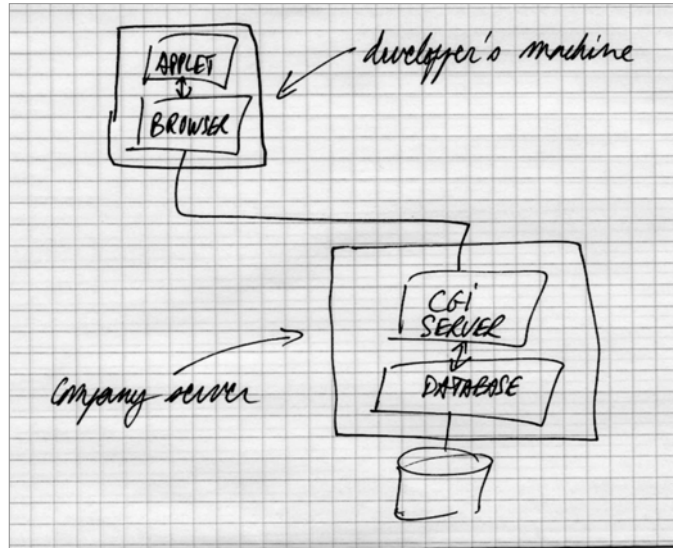 APPLET
developer's machine
BROWSER
CGi
SERVER
company server
DATABASE